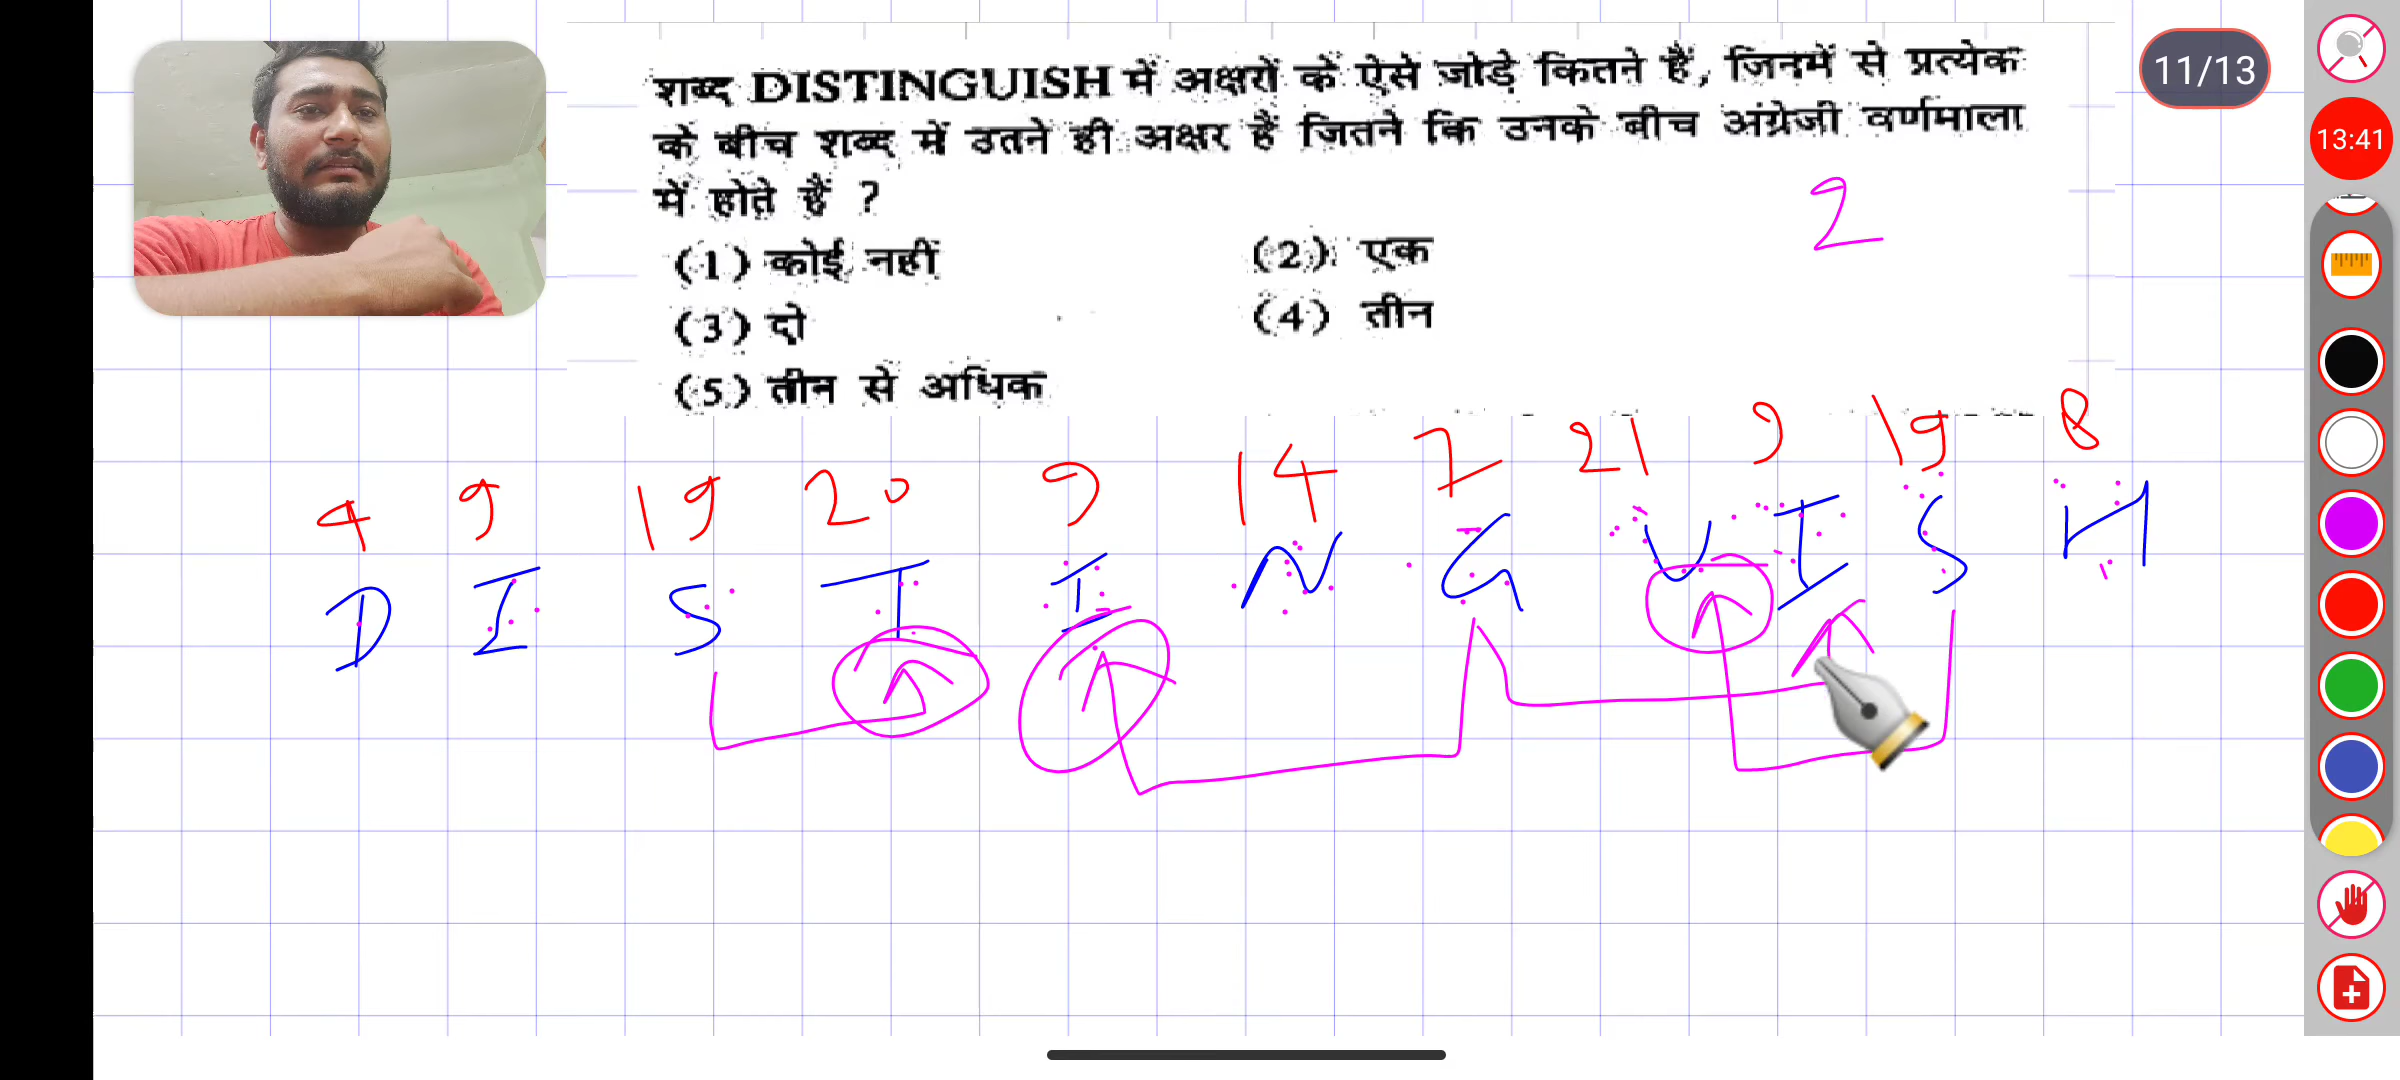 शब्द DISTINGUISH में अक्षरों के ऐसे जोड़े कितने हैं, जिनमें से प्रत्येक
के बीच शब्द में उतने ही अक्षर हैं जितने कि उनके बीच अंग्रेजी वर्णमाला
में होते हैं ?
(1) कोई नहीं
(2) एक
(3) दो
(4) तीन
(5) तीन से अधिक
2
11/13
13:41
4 9 19 20 9 14 7 21 9 19 8
D I S T I N G U I S H